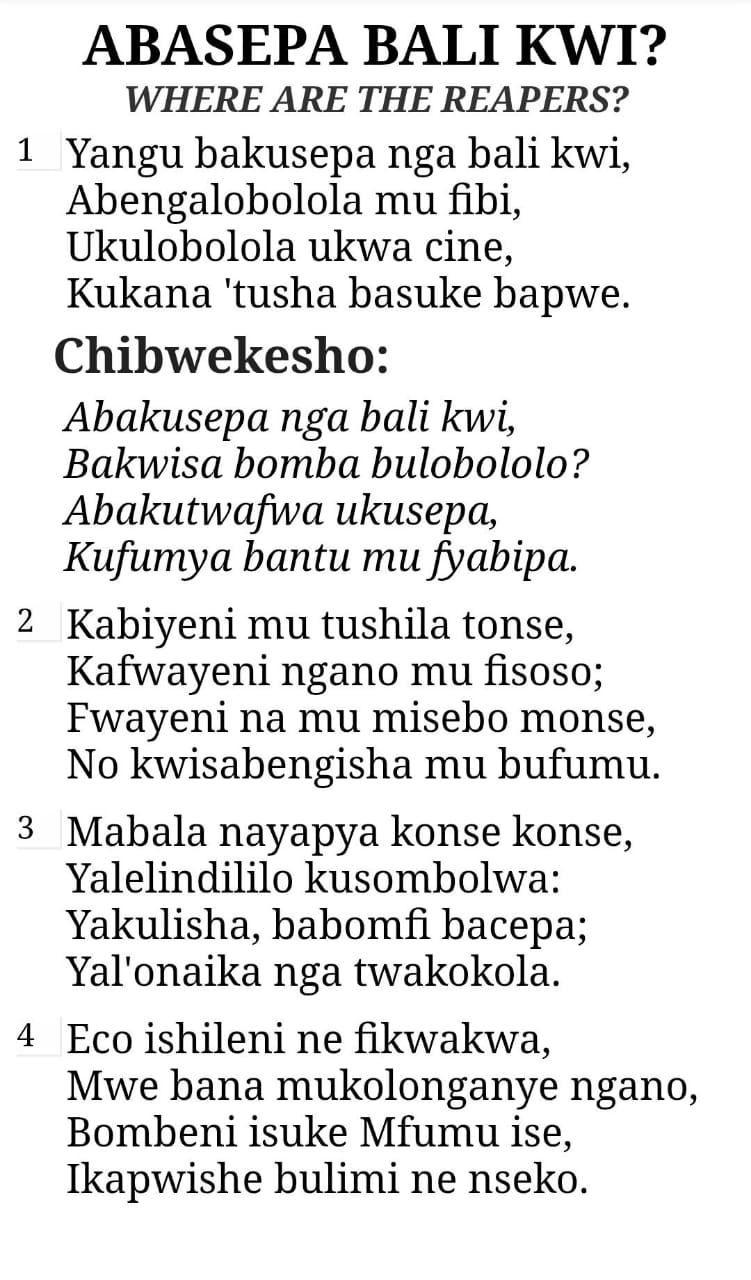 ABASEPA BALI KWI?
WHERE ARE THE REAPERS?
1 Yangu bakusepa nga bali kwi,
Abengalobolola mu fibi,
Ukulobolola ukwa cine,
Kukana 'tusha basuke bapwe.
Chibwekesho:
Abakusepa nga bali kwi,
Bakwisa bomba bulobololo?
Abakutwafwa ukusepa,
Kufumya bantu mu fyabipa.
2 Kabiyeni mu tushila tonse,
Kafwayeni ngano mu fisoso;
Fwayeni na mu misebo monse,
No kwisabengisha mu bufumu.
3 Mabala nayapya konse konse,
Yalelindililo kusombolwa:
Yakulisha, babomfi bacepa;
Yal'onaika nga twakokola.
4 Eco ishileni ne fikwakwa,
Mwe bana mukolonganye ngano,
Bombeni isuke Mfumu ise,
Ikapwishe bulimi ne nseko.